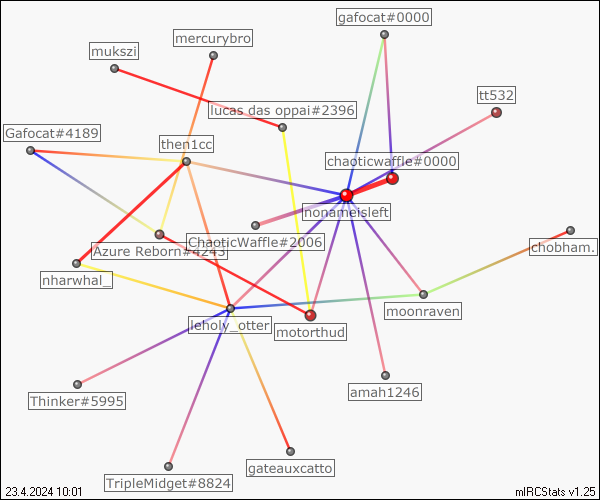 gafocat#0000
mercurybro
mukszi
tt532
lucas das oppai#2396
Gafocat#4189
then1cc
chaoticwaffle#0000
nonameisleft
ChaoticWaffle#2006
Azure Reborn#4243
chobham.
nharwhal_
moonraven
leholy_otter
motorthud
amah1246
Thinker#5995
gateauxcatto
TripleMidget#8824
23.4.2024 10:01
mIRCStats v1.25